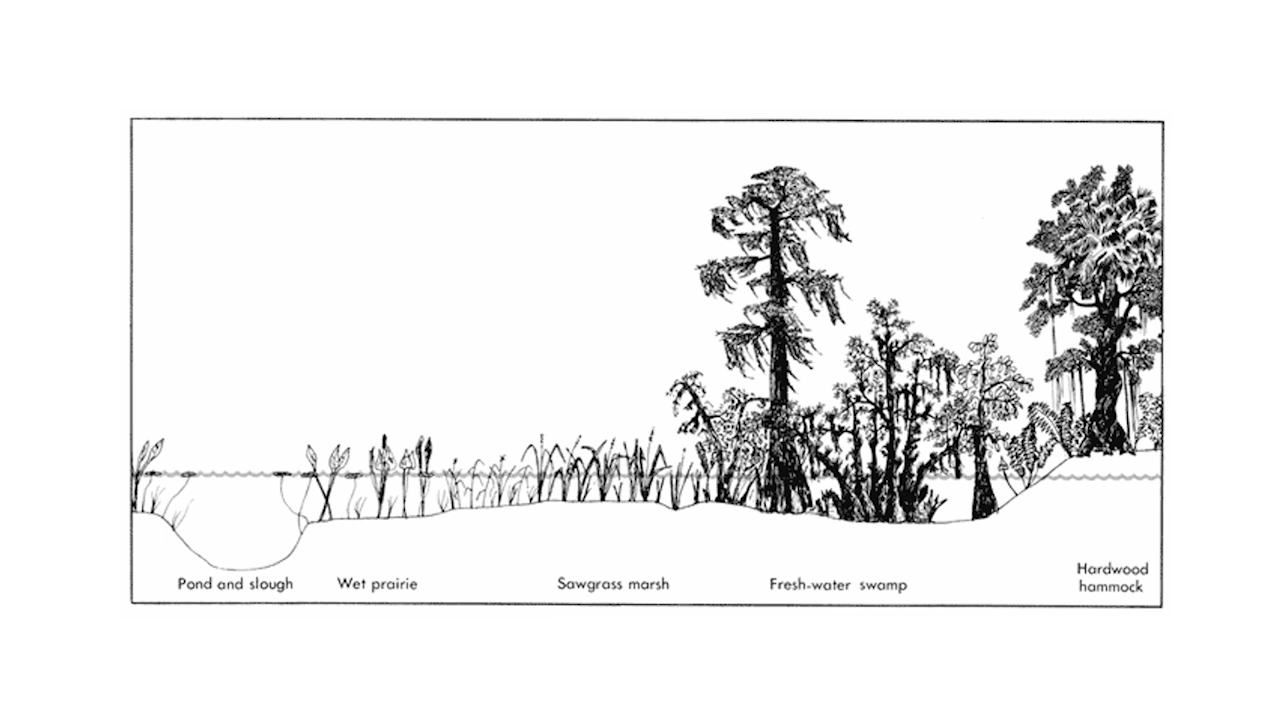 Pond and slough
Wet prairie
Sawgrass marsh
Fresh-water swamp
Hardwood
hammock